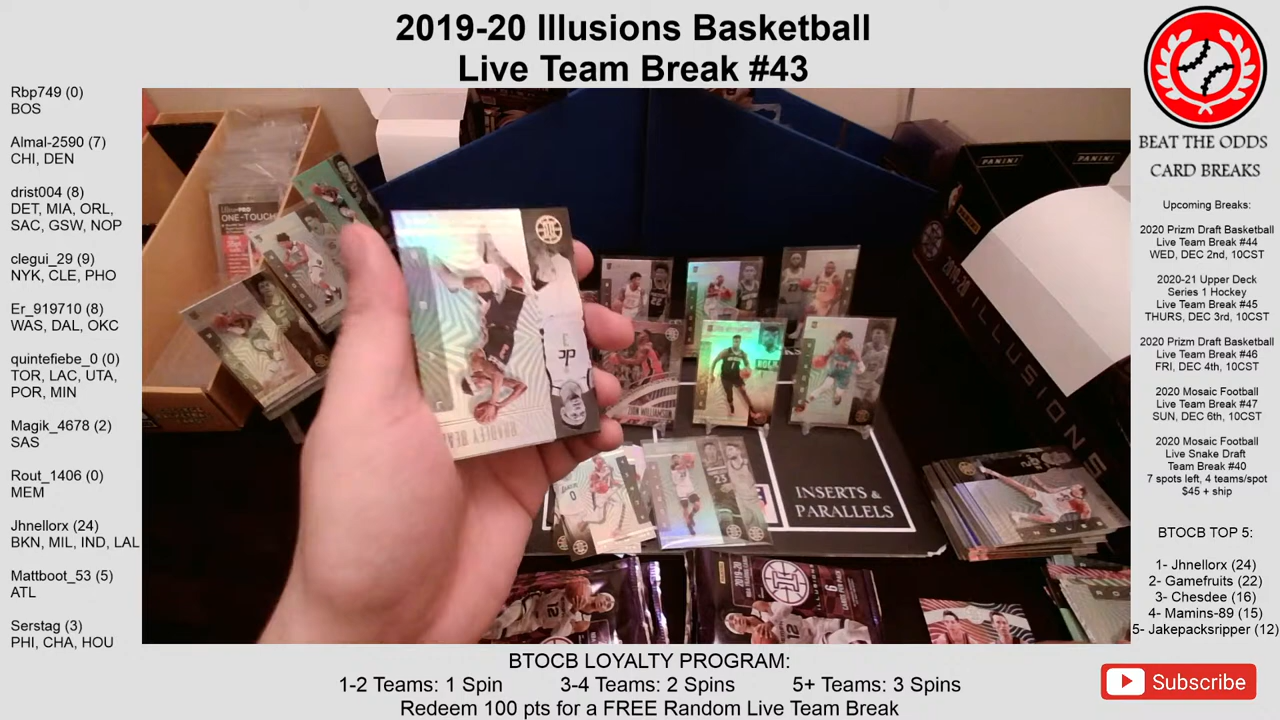 2019-20 Illusions Basketball
Live Team Break #43
Rbp749 (0)
BOS
Almal-2590 (7)
CHI, DEN
drist004 (8)
DET, MIA, ORL,
SAC, GSW, NOP
clegui_29 (9)
NYK, CLE, PHO
Er_919710 (8)
WAS, DAL, OKC
quintefiebe_0 (0)
TOR, LAC, UTA,
POR, MIN
Magik_4678 (2)
SAS
Rout_1406 (0)
MEM
Jhnellorx (24)
BKN, MIL, IND, LAL
Mattboot_53 (5)
ATL
Serstag (3)
PHI, CHA, HOU
ONE-TOUCH
PANINI
PANINI
PANINI
2019-20 ILLUSIONS
BRADLEY BEAL
INSERTS &
PARALLELS
BEAT THE ODDS
CARD BREAKS
Upcoming Breaks:
2020 Prizm Draft Basketball
Live Team Break #44
WED, DEC 2nd, 10CST
2020-21 Upper Deck
Series 1 Hockey
Live Team Break #45
THURS, DEC 3rd, 10CST
2020 Prizm Draft Basketball
Live Team Break #46
FRI, DEC 4th, 10CST
2020 Mosaic Football
Live Team Break #47
SUN, DEC 6th, 10CST
2020 Mosaic Football
Live Snake Draft
Team Break #40
7 spots left, 4 teams/spot
$45 + ship
BTOCB TOP 5:
1- Jhnellorx (24)
2- Gamefruits (22)
3- Chesdee (16)
4- Mamins-89 (15)
5- Jakepacksripper (12)
BTOCB LOYALTY PROGRAM:
1-2 Teams: 1 Spin 3-4 Teams: 2 Spins 5+ Teams: 3 Spins
Redeem 100 pts for a FREE Random Live Team Break
Subscribe